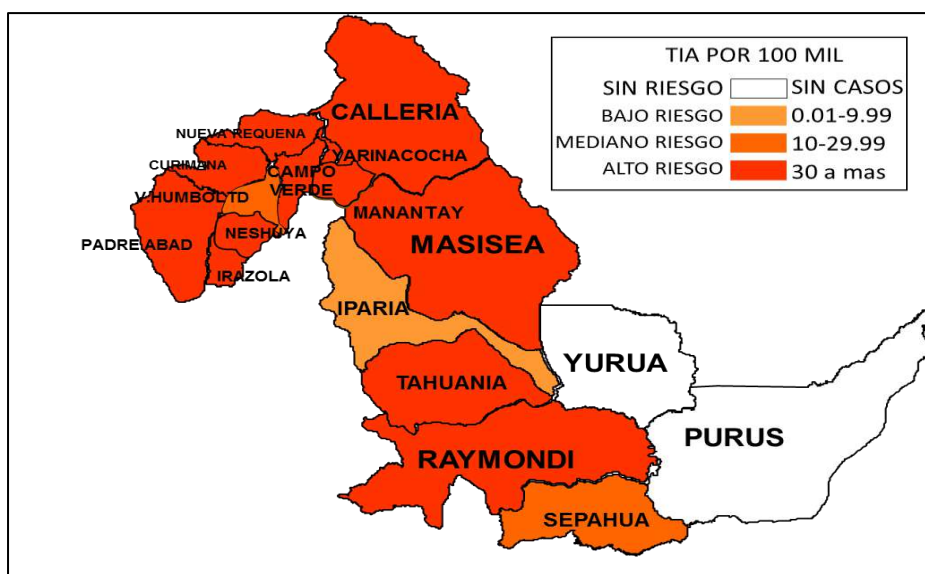 TIA POR 100 MIL
SIN RIESGO SIN CASOS
BAJO RIESGO 0.01-9.99
MEDIANO RIESGO 10-29.99
ALTO RIESGO 30 a mas
CALLERIA
NUEVA REQUENA
YARINACOCHA
CURIMANA
CAMPO
VERDE
V.HUMBOLTD
MANANTAY
NESHUYA
MASISEA
PADRE ABAD
IRAZOLA
IPARIA
YURUA
TAHUANIA
PURUS
RAYMONDI
SEPAHUA